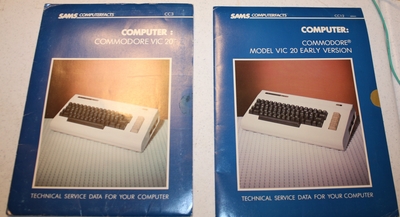 SAMS COMPUTERFACTS
CC3
COMPUTER :
COMMODORE VIC 20
TECHNICAL SERVICE DATA FOR YOUR COMPUTER
SAMS COMPUTERFACTS
COMPUTER:
COMMODORE®
MODEL VIC 20 EARLY VERSION
TECHNICAL SERVICE DATA FOR YOUR COMPUTER